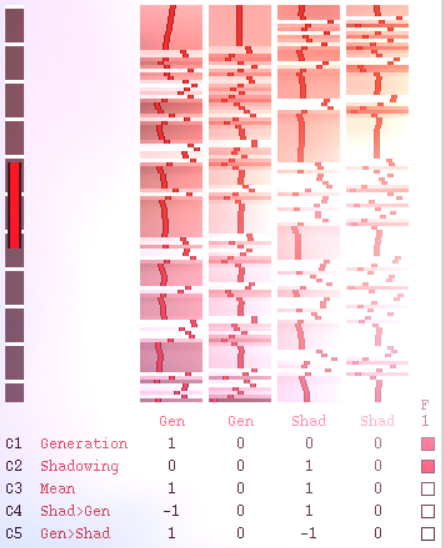 F
Gen Gen Shad Shad 1
C1 Generation 1 0 0 0
C2 Shadowing 0 0 1 0
C3 Mean 1 0 1 0
C4 Shad>Gen -1 0 1 0
C5 Gen>Shad 1 0 -1 0